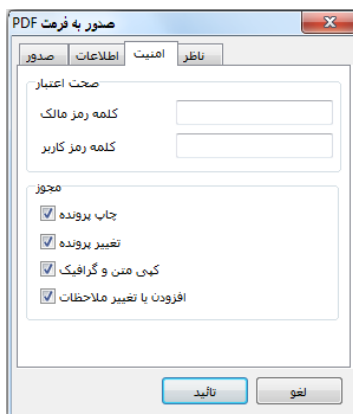 صدور به فرمت PDF
صدور
اطلاعات
امنیت
ناظر
صحت اعتبار
کلمه رمز مالک
کلمه رمز کاربر
مجوز
چاپ پرونده
تغییر پرونده
کپی متن و گرافیک
افزودن یا تغییر ملاحظات
تائید
لغو